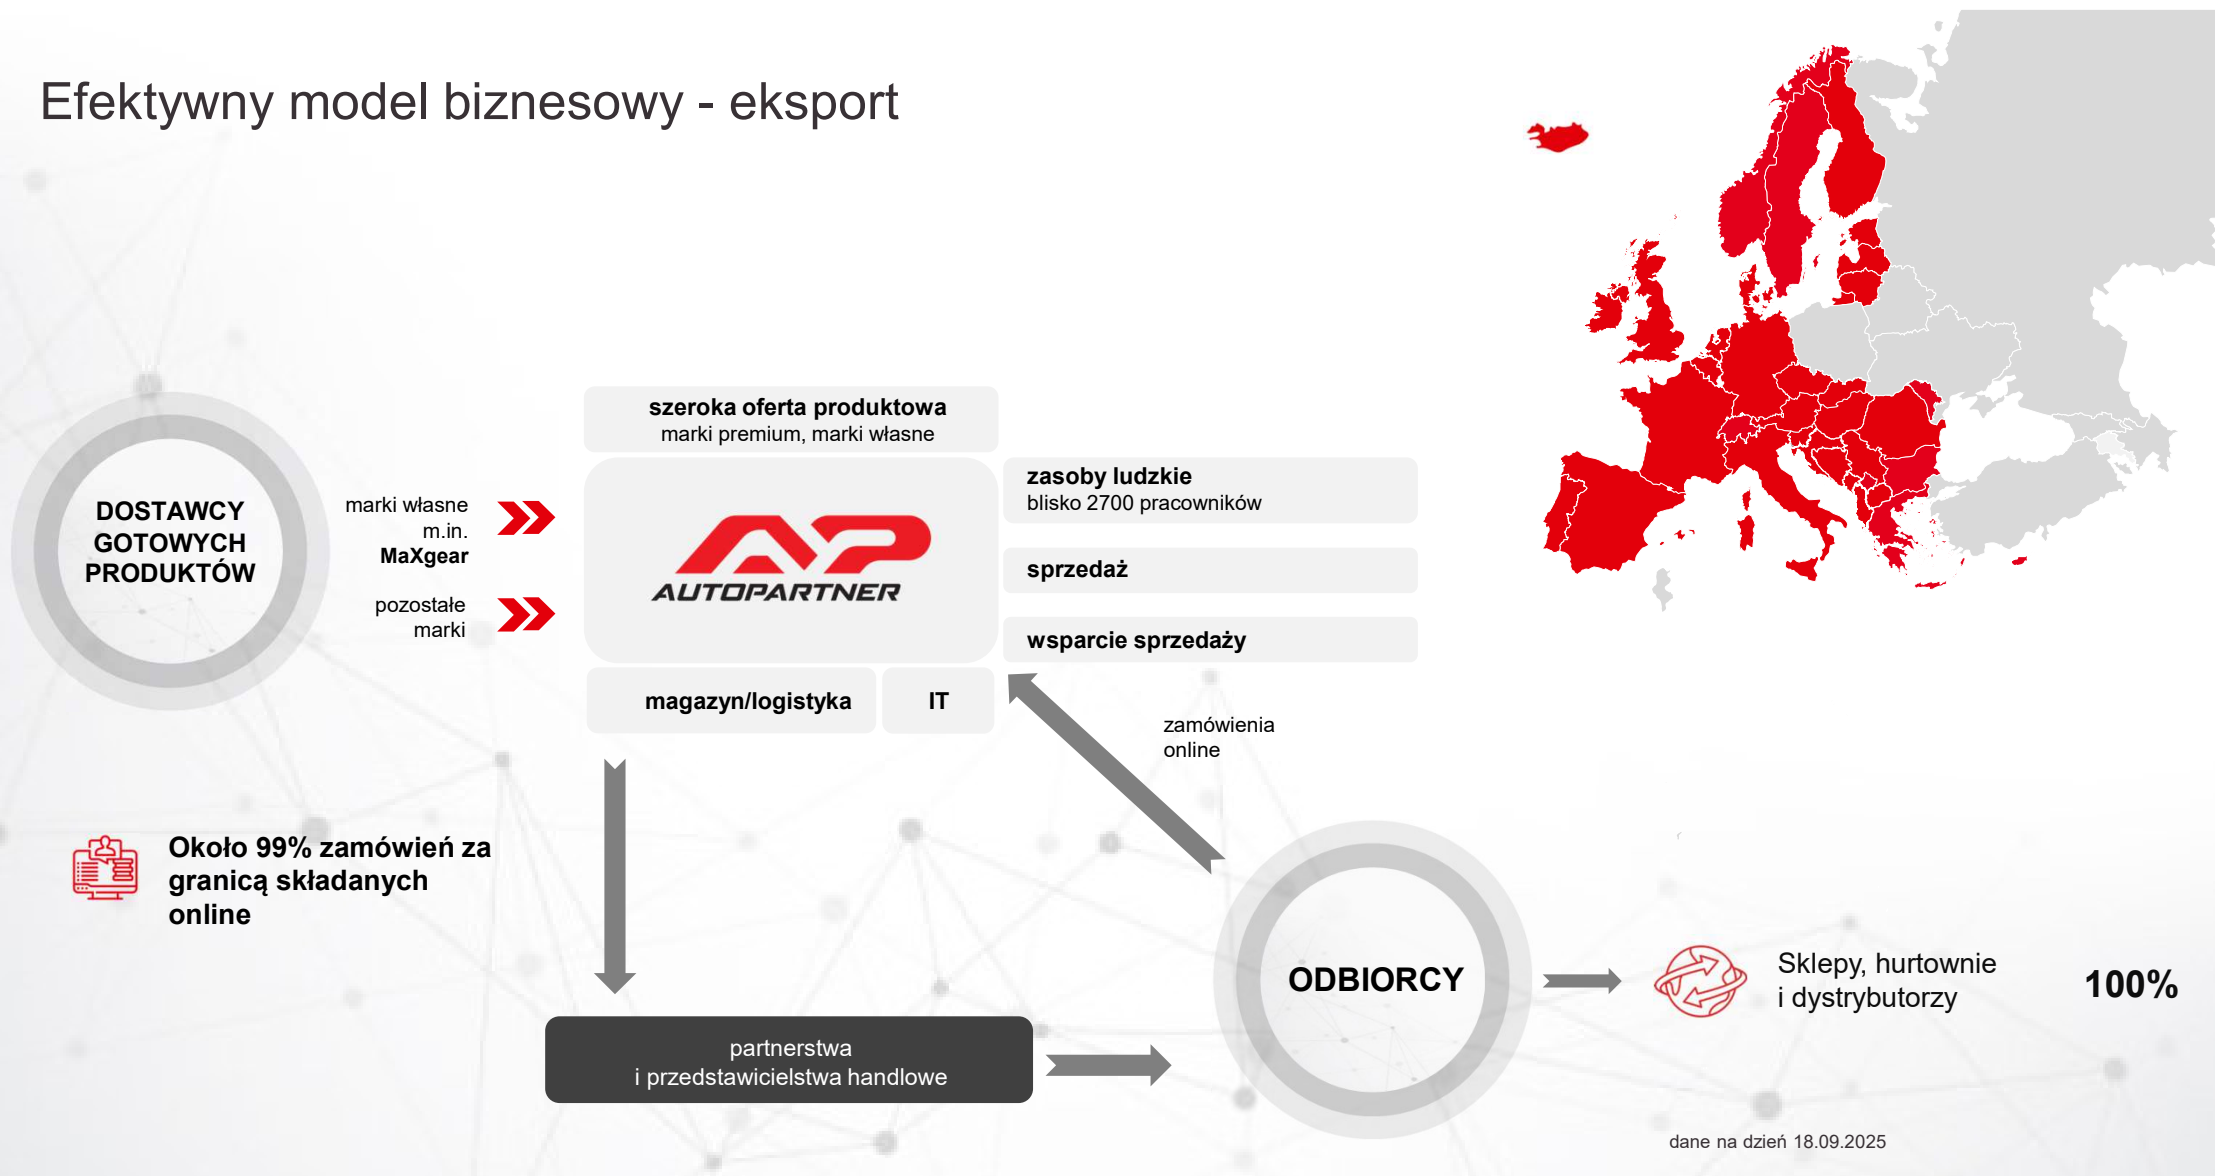 Efektywny model biznesowy - eksport
DOSTAWCY
GOTOWYCH
PRODUKTÓW
marki własne
m.in.
MaXgear
pozostałe
marki
szeroka oferta produktowa
marki premium, marki własne
AUTOPARTNER
zasoby ludzkie
blisko 2700 pracowników
sprzedaż
wsparcie sprzedaży
magazyn/logistyka
IT
zamówienia
online
Około 99% zamówień za
granicą składanych
online
partnerstwa
i przedstawicielstwa handlowe
ODBIORCY
Sklepy, hurtownie
i dystrybutorzy
100%
dane na dzień 18.09.2025